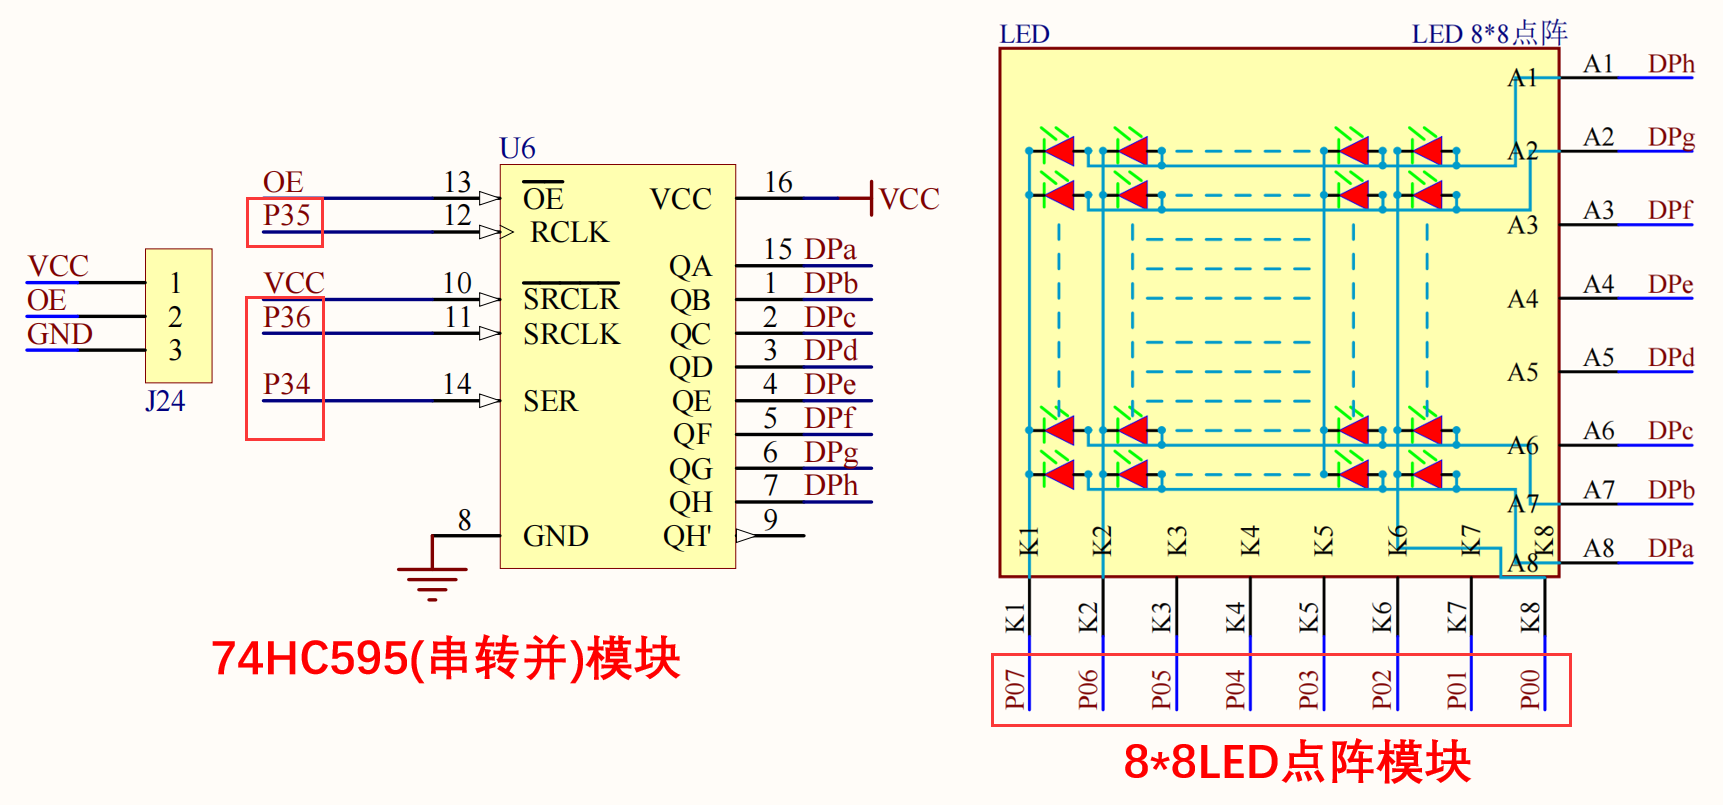 VCC
OE
GND
1
2
3
J24
U6
OE
P35
VCC
P36
P34
13
12
10
11
14
8
OE
RCLK
SRCLR
SRCLK
SER
GND
VCC
QA
QB
QC
QD
QE
QF
QG
QH
QH'
16
15
1
2
3
4
5
6
7
9
VCC
DPa
DPb
DPc
DPd
DPe
DPf
DPg
DPh
74HC595(串转并)模块
LED
LED 8*8点阵
A1
A2
A3
A4
A5
A6
A7
A8
A1 DPh
A2 DPg
A3 DPf
A4 DPe
A5 DPd
A6 DPc
A7 DPb
A8 DPa
K1 K2 K3 K4 K5 K6 K7 K8
K1 K2 K3 K4 K5 K6 K7 K8
P07 P06 P05 P04 P03 P02 P01 P00
8*8LED点阵模块